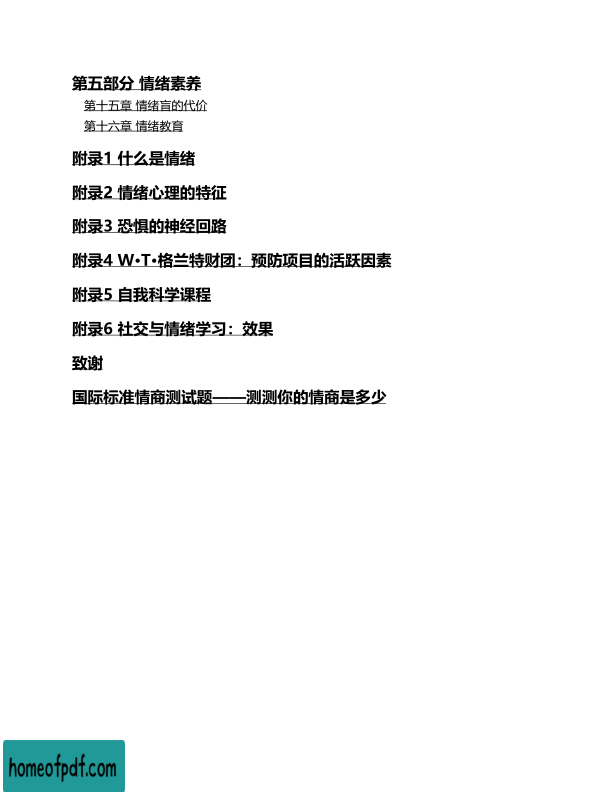 第五部分 情绪素养
第十五章 情绪盲的代价
第十六章 情绪教育
附录1 什么是情绪
附录2 情绪心理的特征
附录3 恐惧的神经回路
附录4 W·T·格兰特财团：预防项目的活跃因素
附录5 自我科学课程
附录6 社交与情绪学习：效果
致谢
国际标准情商测试题——测测你的情商是多少
homeofpdf.com